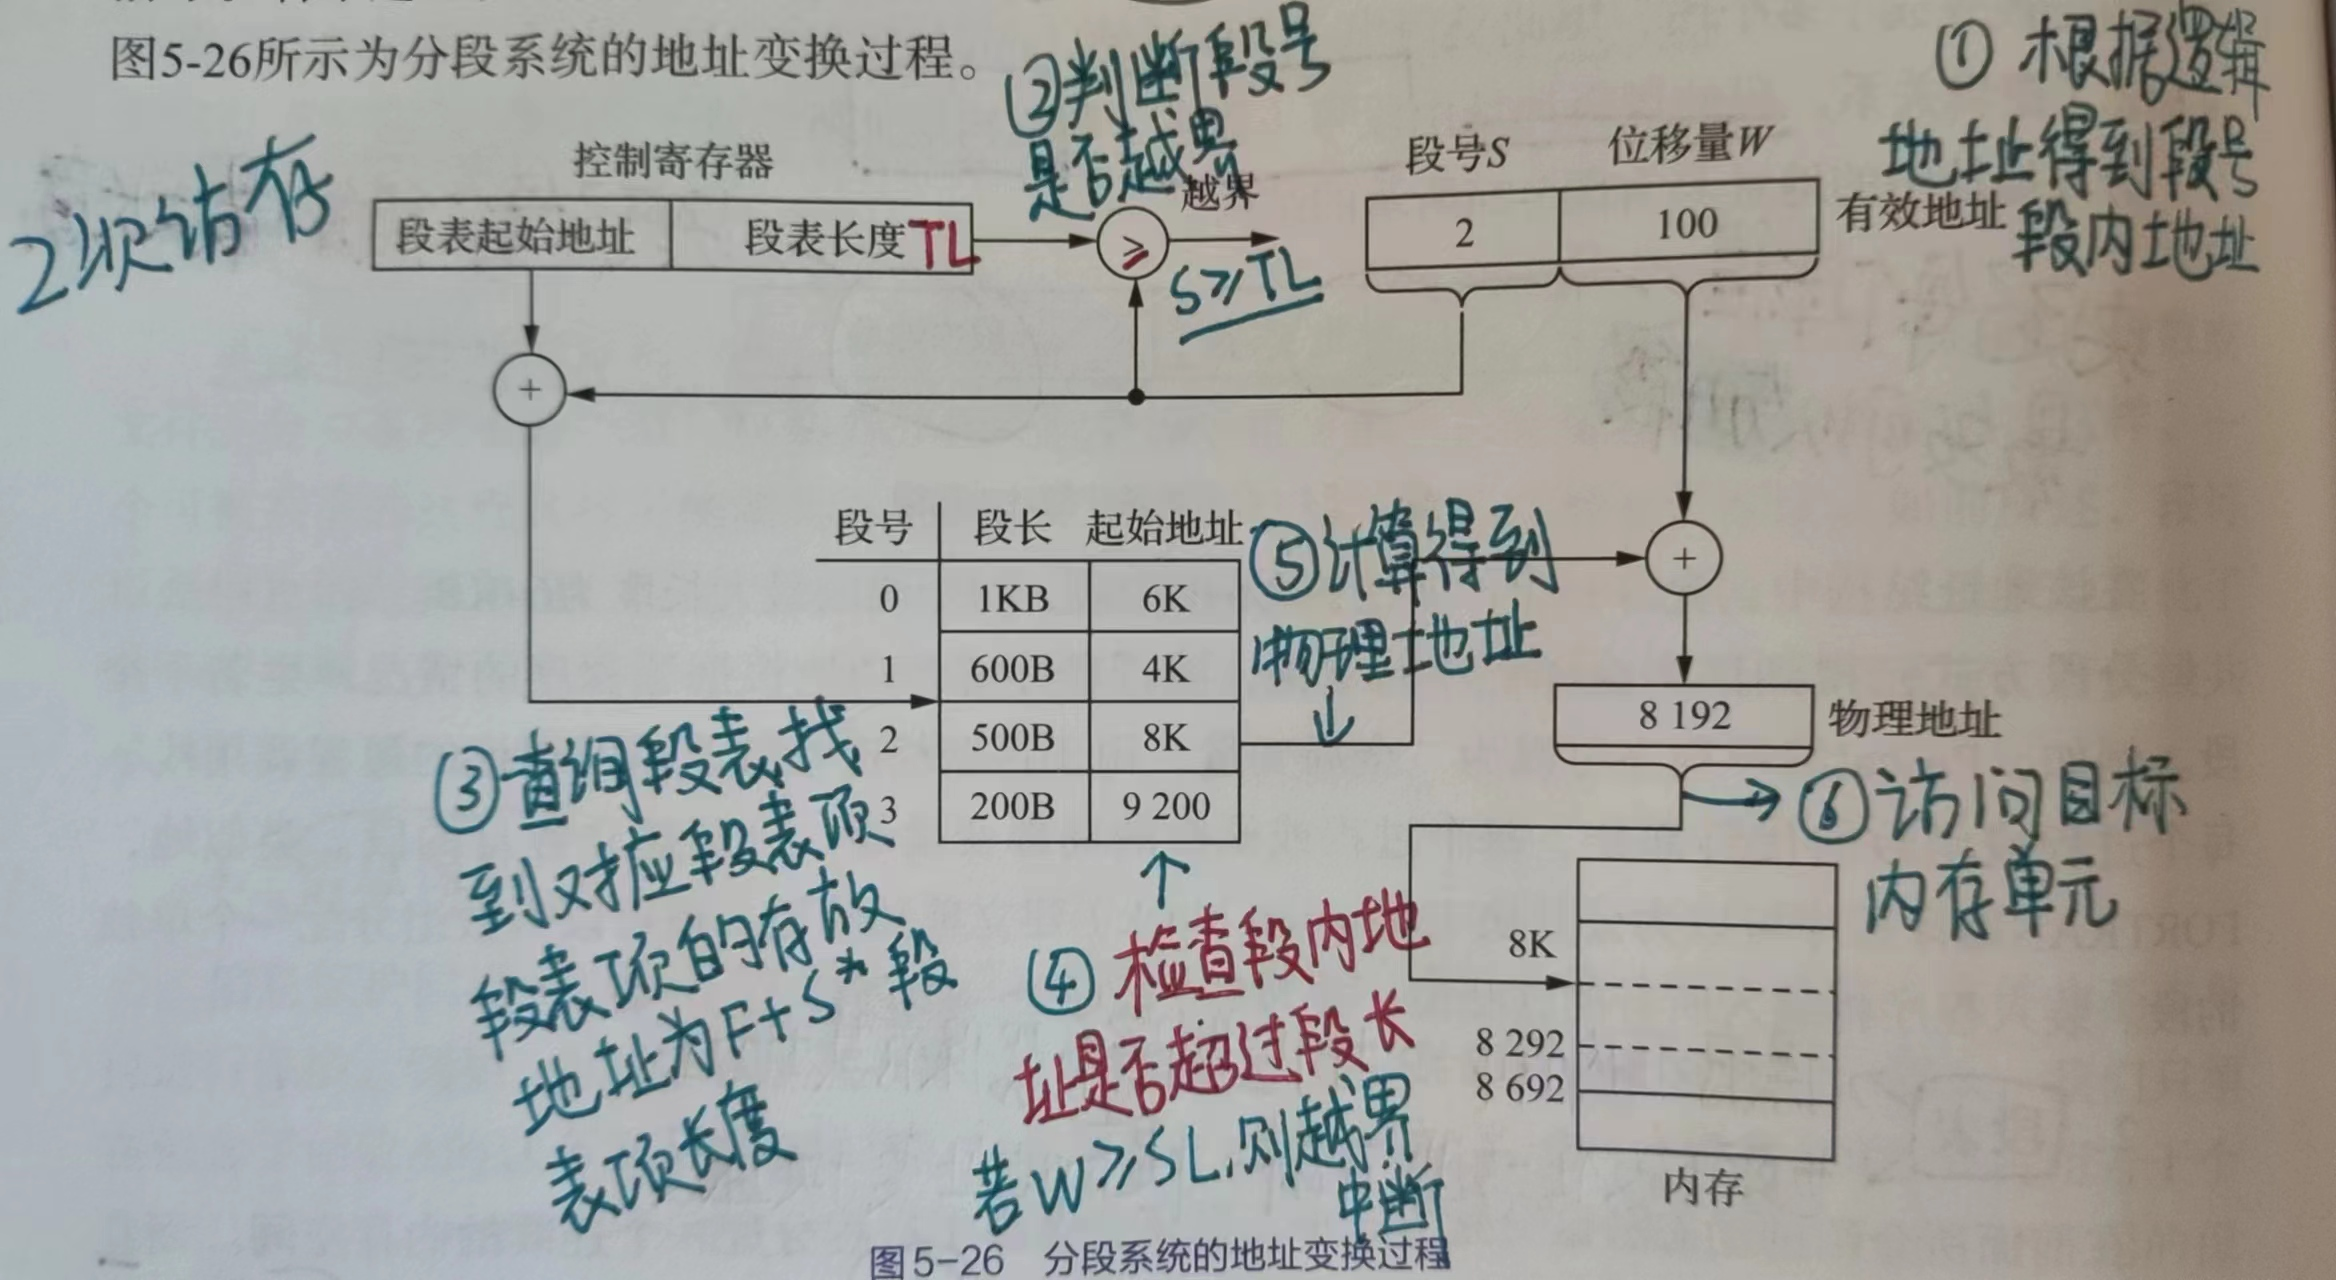 图5-26所示为分段系统的地址变换过程。
②判断段号
是否越界
①根据逻辑
地址得到段号
段内地址
2次访存
控制寄存器
段表起始地址 段表长度TL
≥
越界
S≥TL
段号S 位移量W
2 100 有效地址
+
段号 段长 起始地址
0 1KB 6K
1 600B 4K
2 500B 8K
3 200B 9 200
⑤计算得到
物理地址
+
8 192 物理地址
③查询段表,找
到对应段表项
段表项的存放
地址为F+S*段
表项长度
④检查段内地
址是否超过段长
若W≥SL,则越界
中断
⑥访问目标
内存单元
8K
8 292
8 692
内存
图5-26 分段系统的地址变换过程